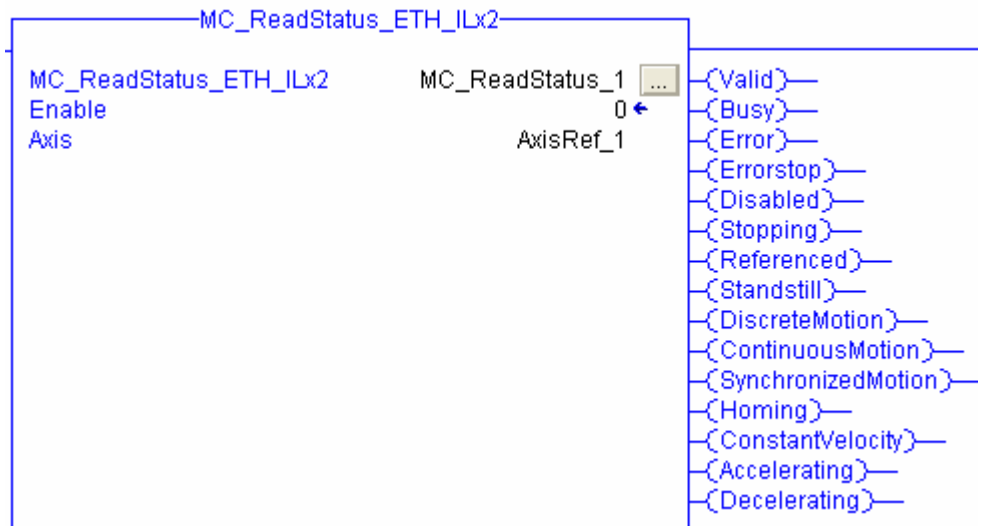 MC_ReadStatus_ETH_ILx2
MC_ReadStatus_ETH_ILx2 MC_ReadStatus_1 ... (Valid)
Enable 0 (Busy)
Axis AxisRef_1 (Error)
(Errorstop)
(Disabled)
(Stopping)
(Referenced)
(Standstill)
(DiscreteMotion)
(ContinuousMotion)
(SynchronizedMotion)
(Homing)
(ConstantVelocity)
(Accelerating)
(Decelerating)